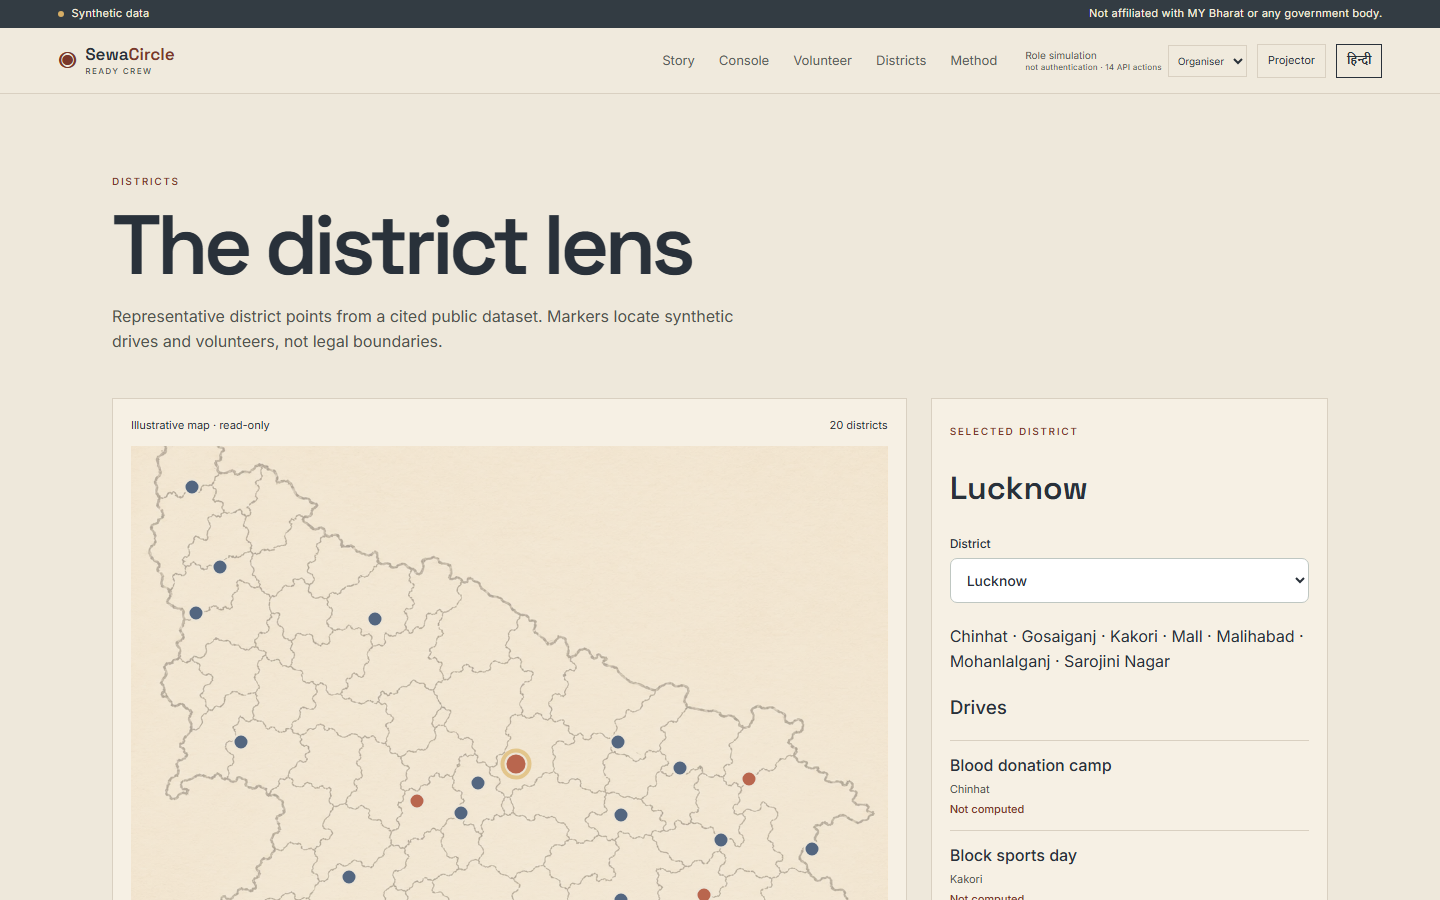 Synthetic data
Not affiliated with MY Bharat or any government body.
SewaCircle
READY CREW
Story
Console
Volunteer
Districts
Method
Role simulation
not authentication · 14 API actions
Organiser
Projector
हिन्दी
DISTRICTS
The district lens
Representative district points from a cited public dataset. Markers locate synthetic
drives and volunteers, not legal boundaries.
Illustrative map · read-only
20 districts
SELECTED DISTRICT
Lucknow
District
Lucknow
Chinhat · Gosaiganj · Kakori · Mall · Malihabad ·
Mohanlalganj · Sarojini Nagar
Drives
Blood donation camp
Chinhat
Not computed
Block sports day
Kakori
Not computed